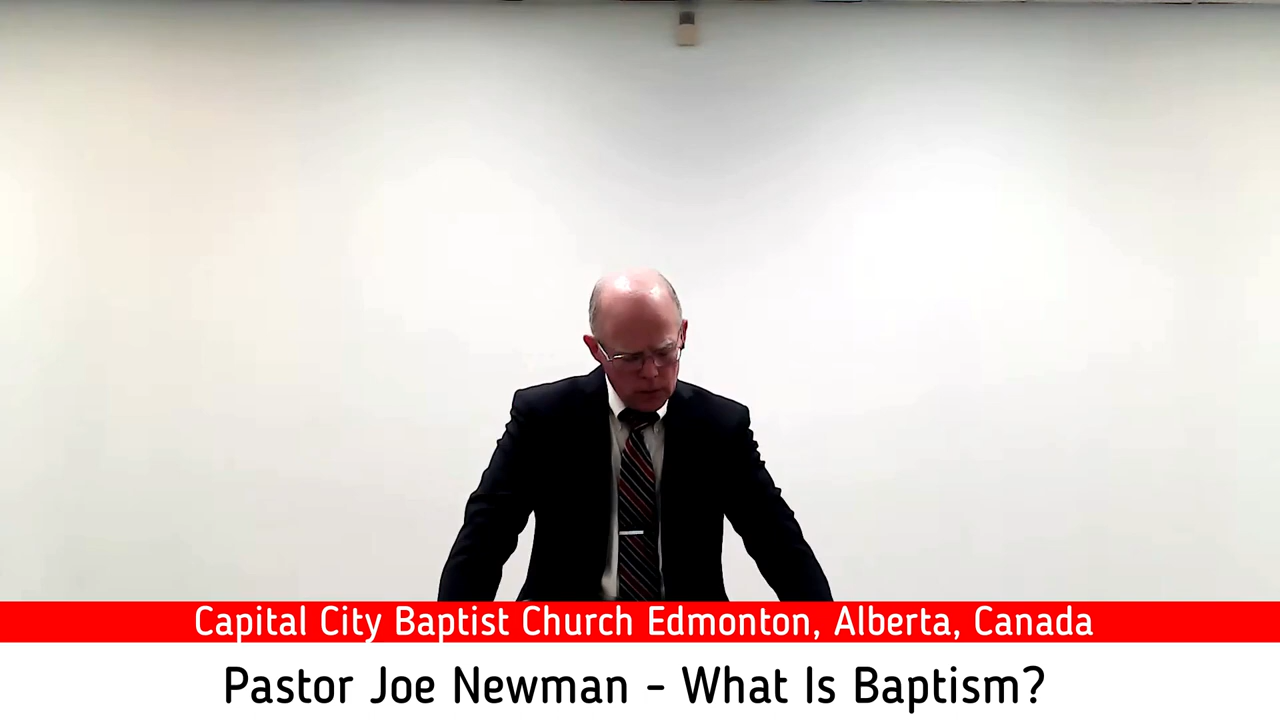 Capital City Baptist Church Edmonton, Alberta, Canada
Pastor Joe Newman - What Is Baptism?